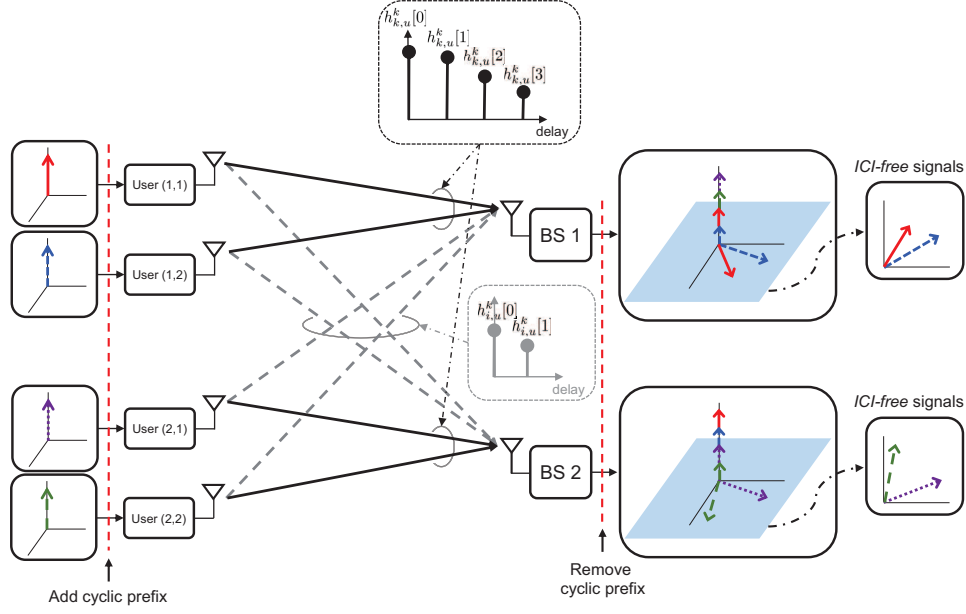 h^k_{k,u}[0]
h^k_{k,u}[1]
h^k_{k,u}[2]
h^k_{k,u}[3]
delay
ICI-free signals
User (1,1)
BS 1
User (1,2)
h^k_{i,u}[0]
h^k_{i,u}[1]
delay
ICI-free signals
User (2,1)
BS 2
User (2,2)
Add cyclic prefix
Remove
cyclic prefix